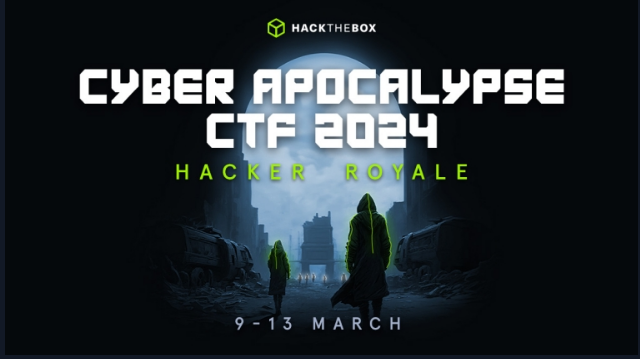 HACKTHEBOX
CYBER APOCALYPSE
CTF 2024
HACKER ROYALE
9-13 MARCH